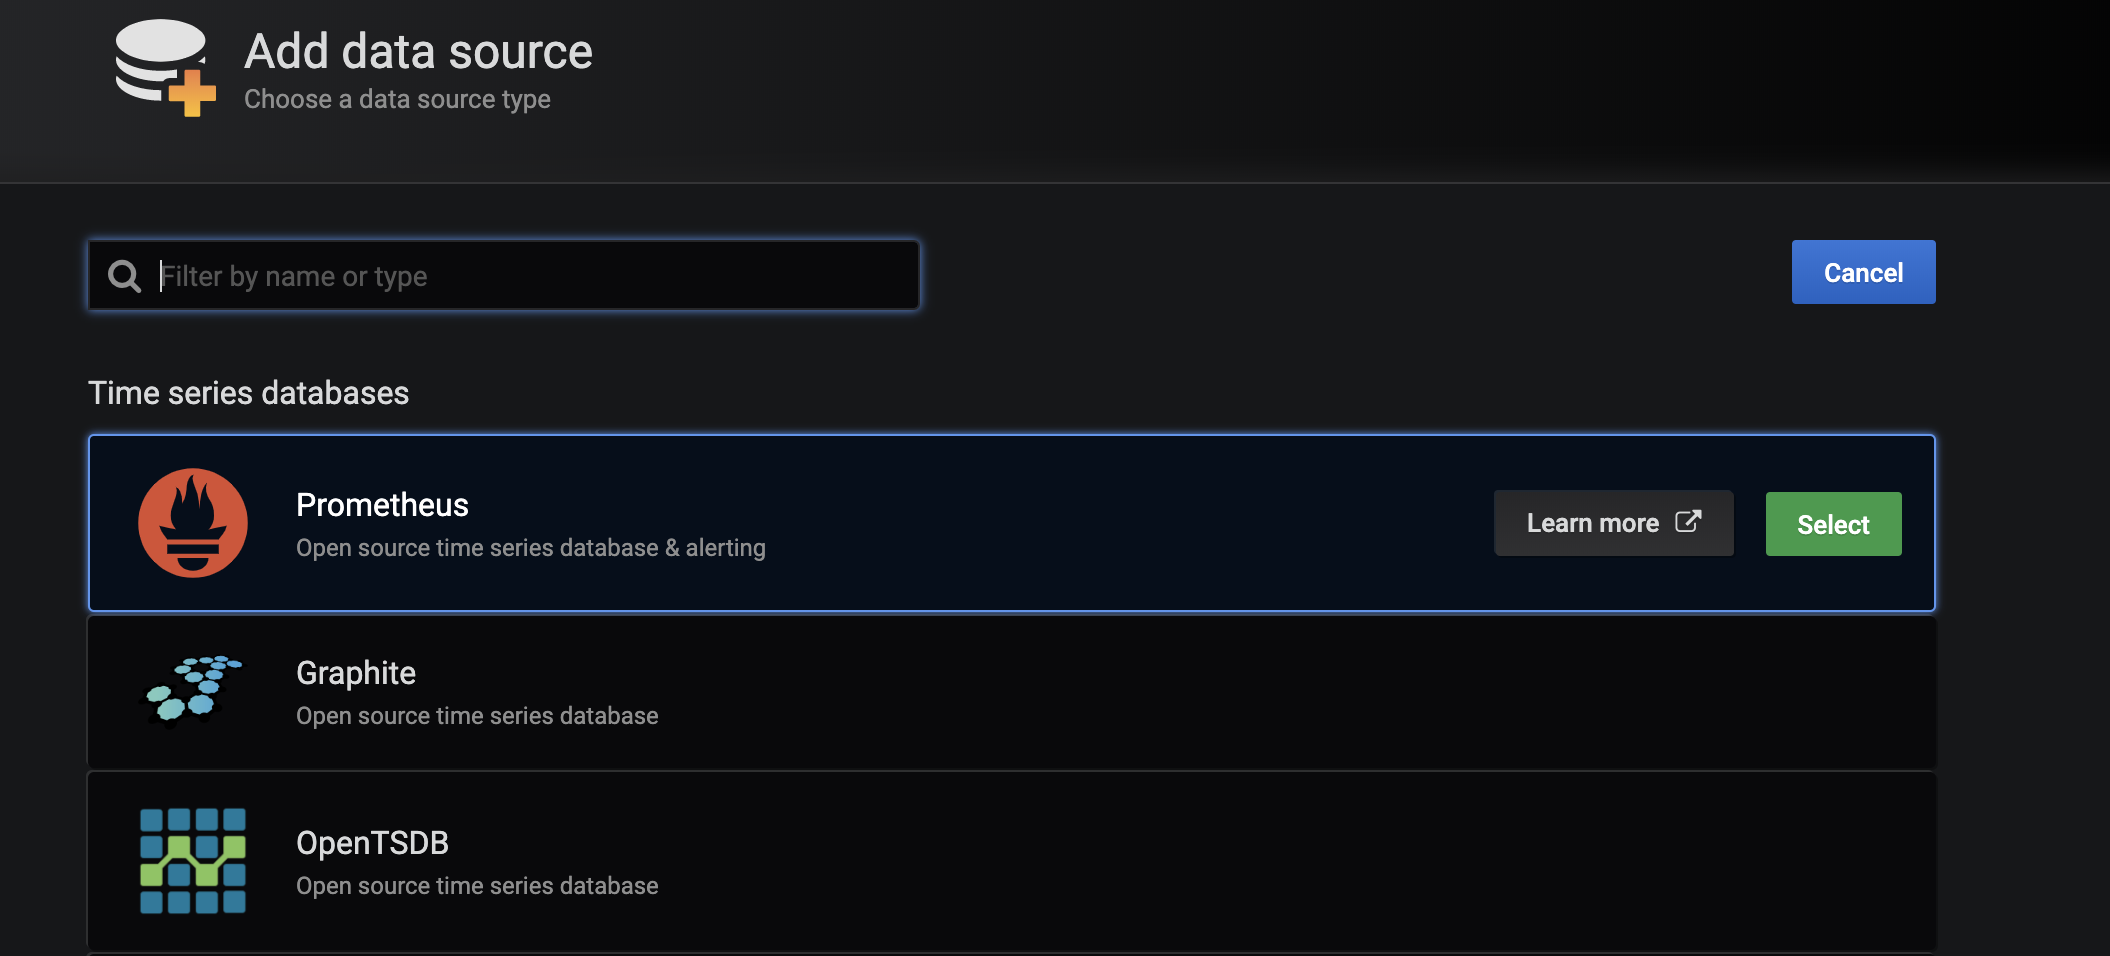 Add data source
Choose a data source type
Filter by name or type
Cancel
Time series databases
Prometheus
Open source time series database & alerting
Learn more
Select
Graphite
Open source time series database
OpenTSDB
Open source time series database